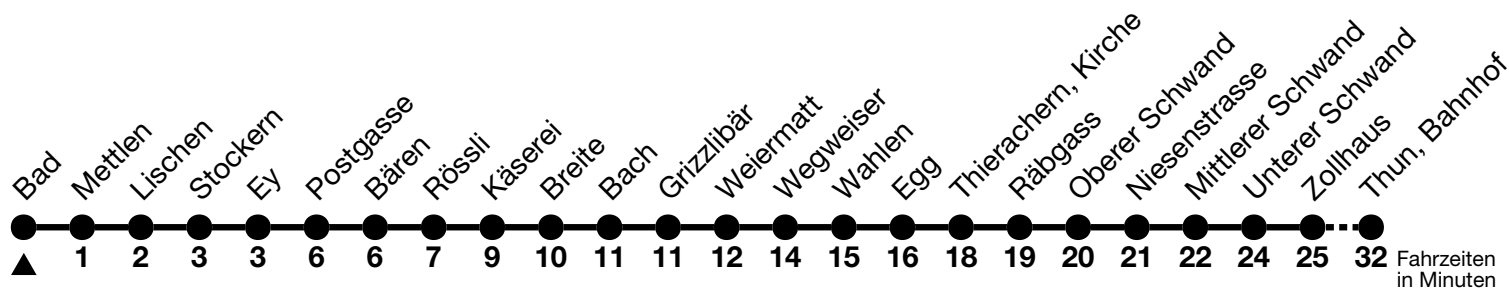 Bad
Mettlen
Lischen
Stockern
Ey
Postgasse
Bären
Rössli
Käserei
Breite
Bach
Grizzlibär
Weiermatt
Wegweiser
Wahlen
Egg
Thierachern, Kirche
Räbgass
Oberer Schwand
Niesenstrasse
Mittlerer Schwand
Unterer Schwand
Zollhaus
Thun, Bahnhof
1 2 3 3 6 6 7 9 10 11 11 12 14 15 16 18 19 20 21 22 24 25 32
Fahrzeiten
in Minuten